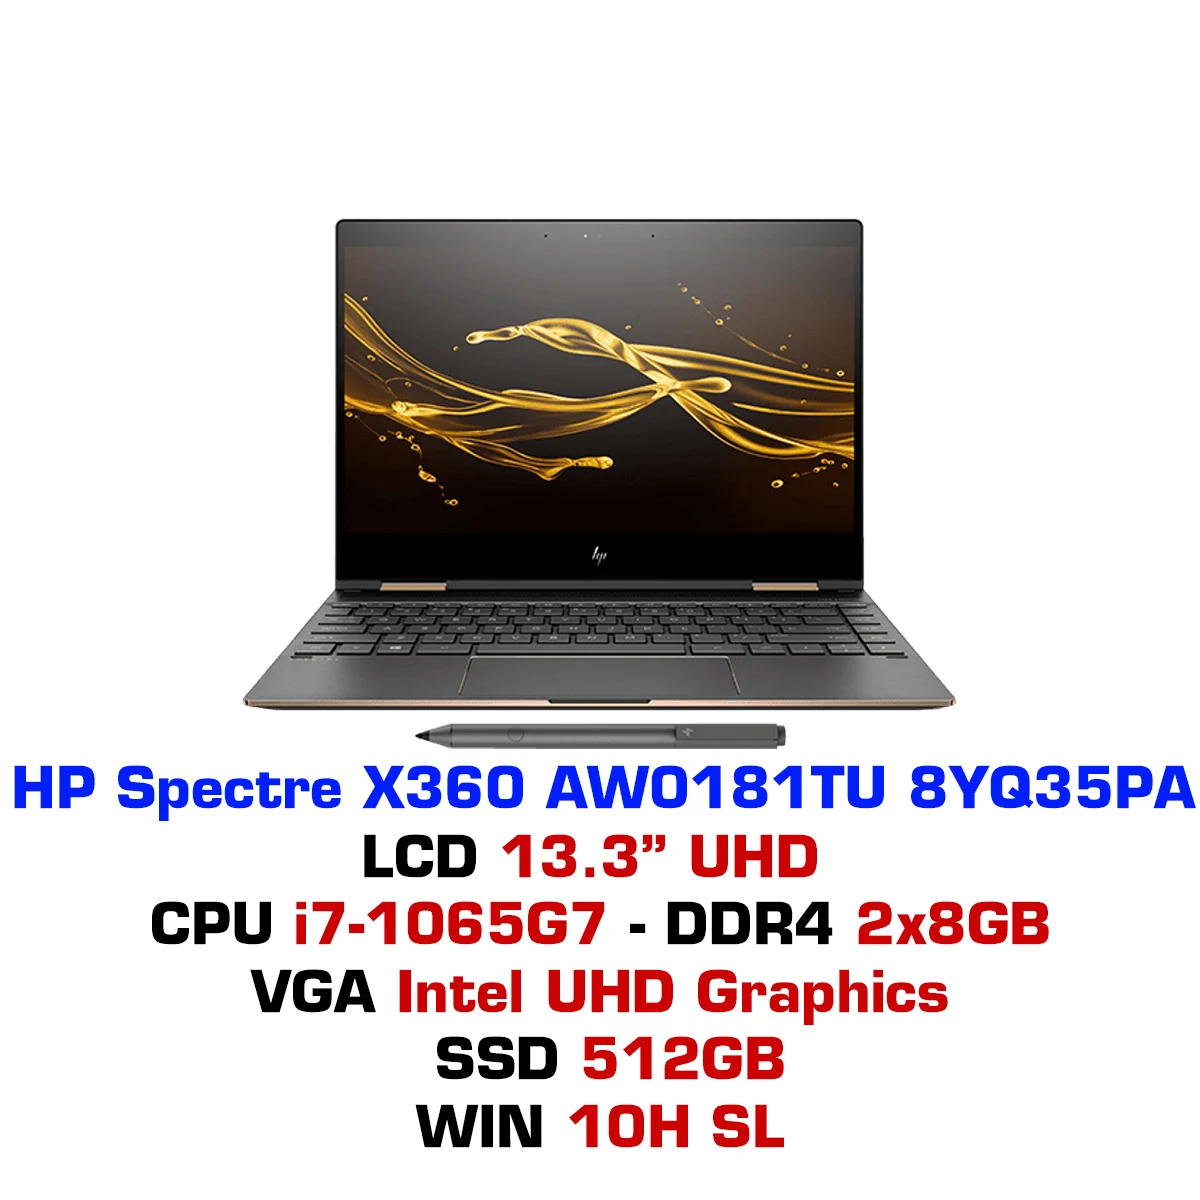 hp
HP Spectre X360 AW0181TU 8YQ35PA
LCD 13.3” UHD
CPU i7-1065G7 - DDR4 2x8GB
VGA Intel UHD Graphics
SSD 512GB
WIN 10H SL